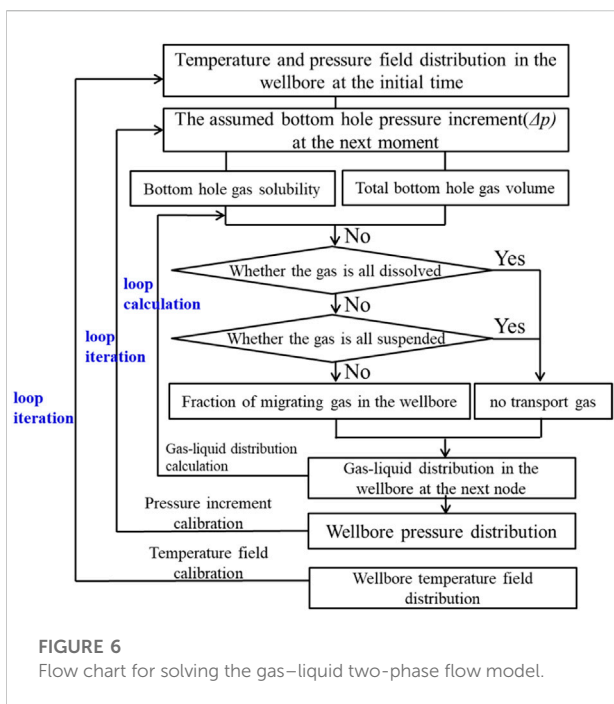 Temperature and pressure field distribution in the
wellbore at the initial time
The assumed bottom hole pressure increment(Δp)
at the next moment
Bottom hole gas solubility
Total bottom hole gas volume
No
Whether the gas is all dissolved
Yes
loop
calculation
No
Whether the gas is all suspended
Yes
loop
iteration
No
loop
iteration
Fraction of migrating gas in the wellbore
no transport gas
Gas-liquid distribution
calculation
Gas-liquid distribution in the
wellbore at the next node
Pressure increment
calibration
Wellbore pressure distribution
Temperature field
calibration
Wellbore temperature field
distribution
FIGURE 6
Flow chart for solving the gas–liquid two-phase flow model.